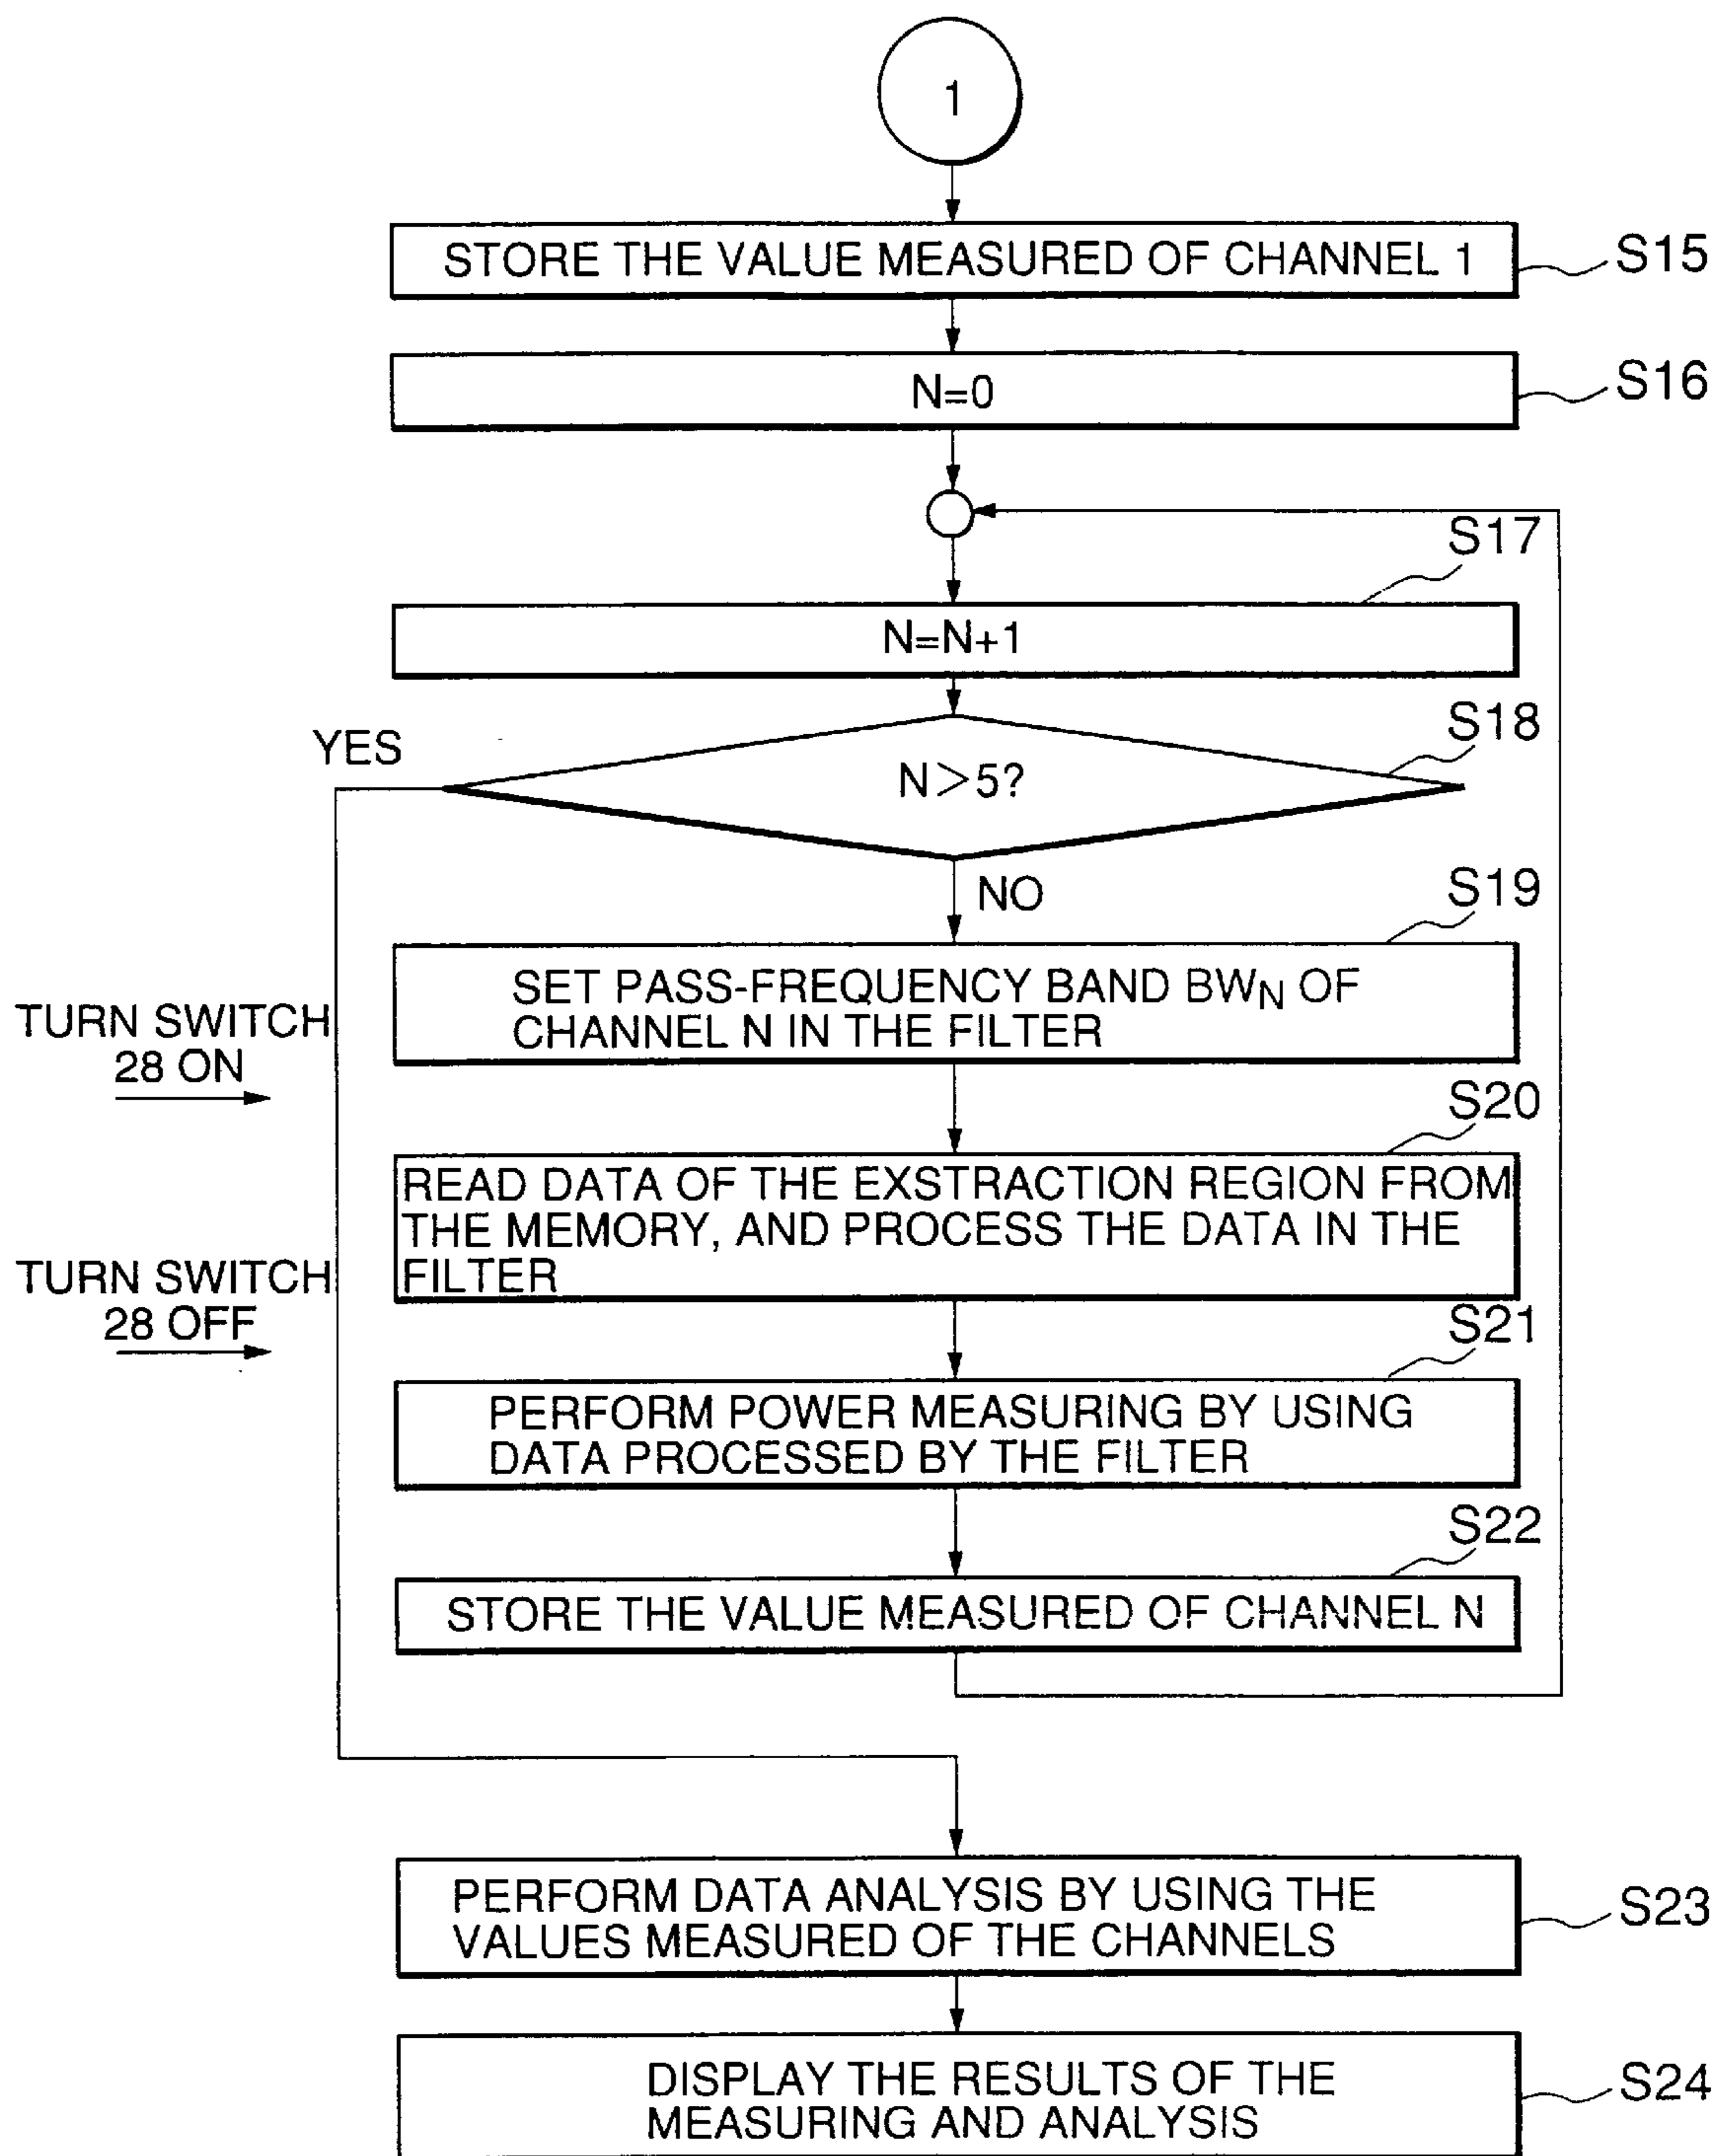 1
STORE THE VALUE MEASURED OF CHANNEL 1
S15
N=0
S16
S17
N=N+1
S18
YES
N>5?
NO
S19
SET PASS-FREQUENCY BAND BWN OF
CHANNEL N IN THE FILTER
TURN SWITCH
28 ON
S20
READ DATA OF THE EXSTRACTION REGION FROM
THE MEMORY, AND PROCESS THE DATA IN THE
FILTER
TURN SWITCH
28 OFF
S21
PERFORM POWER MEASURING BY USING
DATA PROCESSED BY THE FILTER
S22
STORE THE VALUE MEASURED OF CHANNEL N
PERFORM DATA ANALYSIS BY USING THE
VALUES MEASURED OF THE CHANNELS
S23
DISPLAY THE RESULTS OF THE
MEASURING AND ANALYSIS
S24